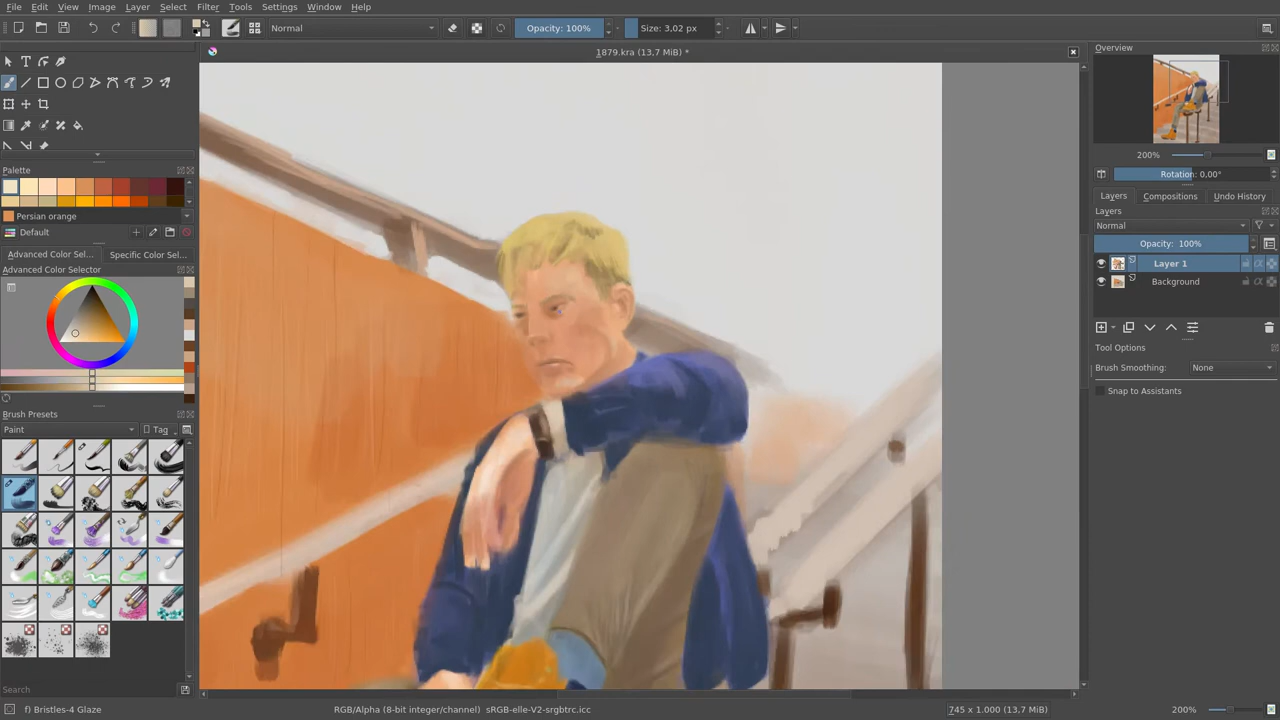 File Edit View Image Layer Select Filter Tools Settings Window Help
Normal Opacity: 100% Size: 3,02 px
1879.kra (13,7 MiB) *
Overview
200%
Rotation: 0,00°
Palette
Persian orange
Default
Advanced Color Sel... Specific Color Sel...
Advanced Color Selector
Brush Presets
Paint Tag
Search
Layers Compositions Undo History
Layers
Normal
Opacity: 100%
Layer 1
Background
Tool Options
Brush Smoothing: None
Snap to Assistants
f) Bristles-4 Glaze RGB/Alpha (8-bit integer/channel) sRGB-elle-V2-srgbtrc.icc 745 x 1.000 (13,7 MiB) 200%